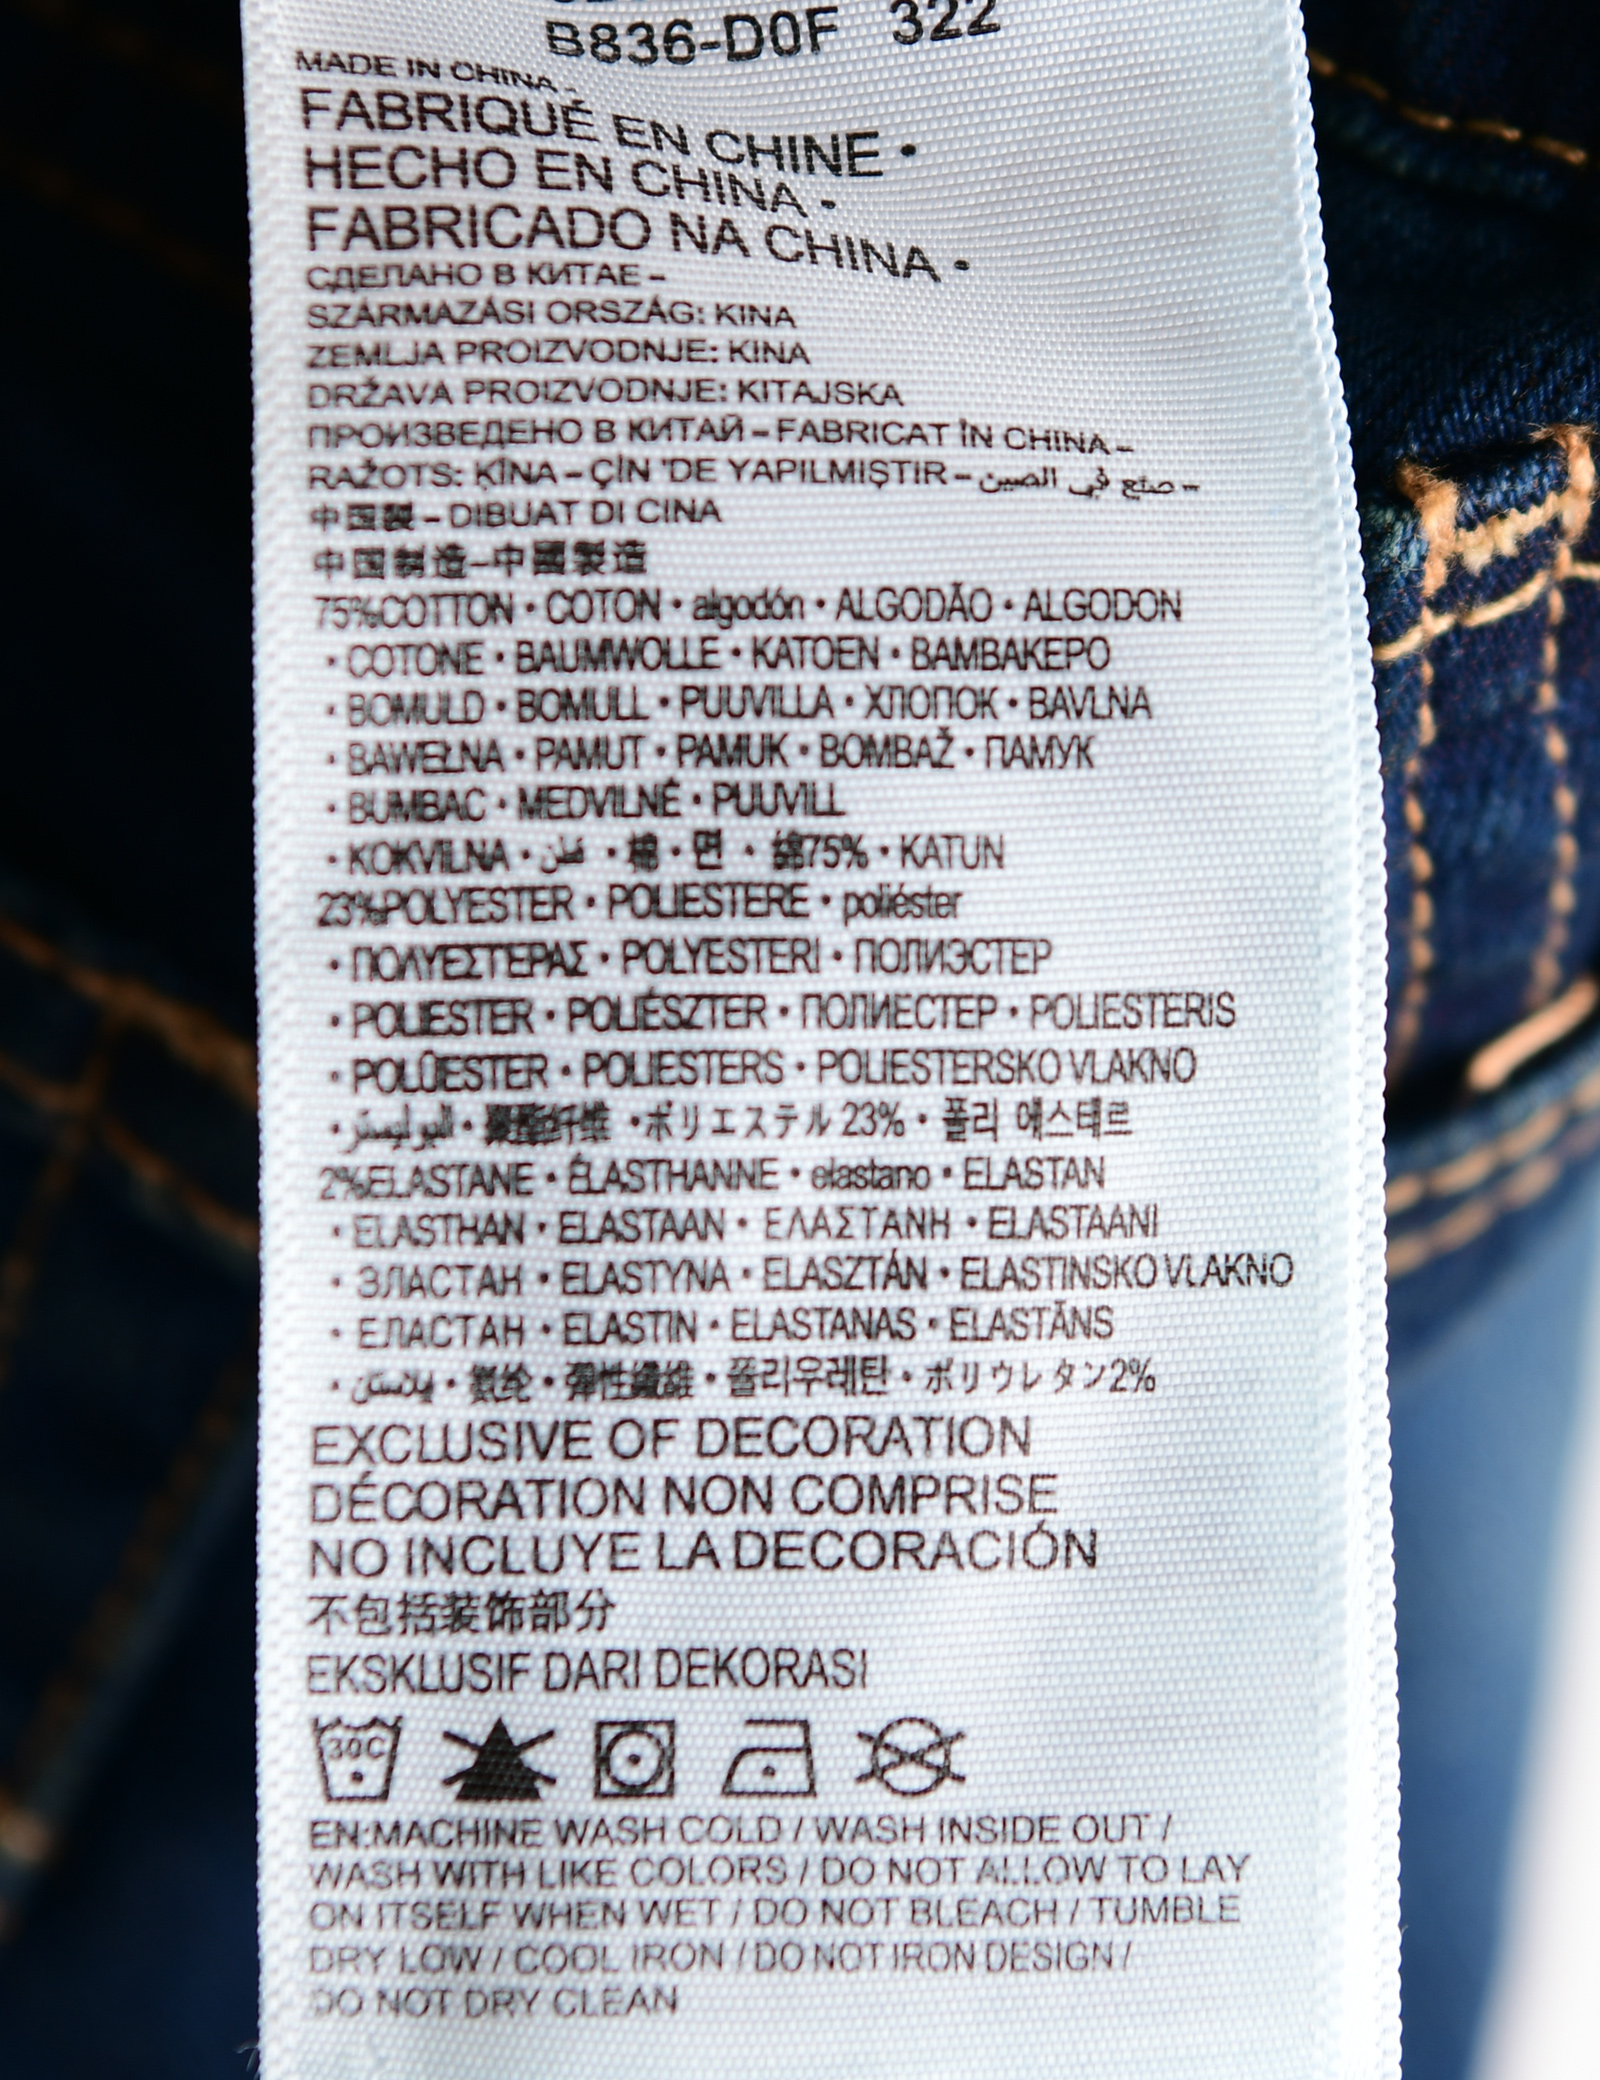 B836-D0F 322
MADE IN CHINA -
FABRIQUÉ EN CHINE •
HECHO EN CHINA -
FABRICADO NA CHINA •
СДЕЛАНО В КИТАЕ –
SZÁRMAZÁSI ORSZÁG: KINA
ZEMLJA PROIZVODNJE: KINA
DRŽAVA PROIZVODNJE: KITAJSKA
ПРОИЗВЕДЕНО В КИТАЙ – FABRICAT ÎN CHINA –
RAŽOTS: ĶĪNA – ÇİN 'DE YAPILMIŞTIR – صنع في الصين –
中国製 – DIBUAT DI CINA
中国制造–中國製造
75%COTTON • COTON • algodón • ALGODÃO • ALGODON
• COTONE • BAUMWOLLE • KATOEN • BAMBAKEPO
• BOMULD • BOMULL • PUUVILLA • ХЛОПОК • BAVLNA
• BAWEŁNA • PAMUT • PAMUK • BOMBAŽ • ПАМУК
• BUMBAC • MEDVILNÉ • PUUVILL
• KOKVILNA • قطن • 棉 • 면 • 綿75% • KATUN
23%POLYESTER • POLIESTERE • poliéster
• ΠΟΛΥΕΣΤΕΡΑΣ • POLYESTERI • ПОЛИЭСТЕР
• POLIESTER • POLIÉSZTER • ПОЛИЕСТЕР • POLIESTERIS
• POLÜESTER • POLIESTERS • POLIESTERSKO VLAKNO
• البوليستر • 聚酯纤维 •ポリエステル 23% • 폴리 에스테르
2%ELASTANE • ÉLASTHANNE • elastano • ELASTAN
• ELASTHAN • ELASTAAN • ΕΛΑΣΤΑΝΗ • ELASTAANI
• ЗЛАСТАН • ELASTYNA • ELASZTÁN • ELASTINSKO VLAKNO
• ЕЛАСТАН • ELASTIN • ELASTANAS • ELASTĀNS
• • 氨纶 • 彈性纖維 • 폴리우레탄 • ポリウレタン2%
EXCLUSIVE OF DECORATION
DÉCORATION NON COMPRISE
NO INCLUYE LA DECORACIÓN
不包括装饰部分
EKSKLUSIF DARI DEKORASI
30C
EN:MACHINE WASH COLD / WASH INSIDE OUT /
WASH WITH LIKE COLORS / DO NOT ALLOW TO LAY
ON ITSELF WHEN WET / DO NOT BLEACH / TUMBLE
DRY LOW / COOL IRON / DO NOT IRON DESIGN /
DO NOT DRY CLEAN